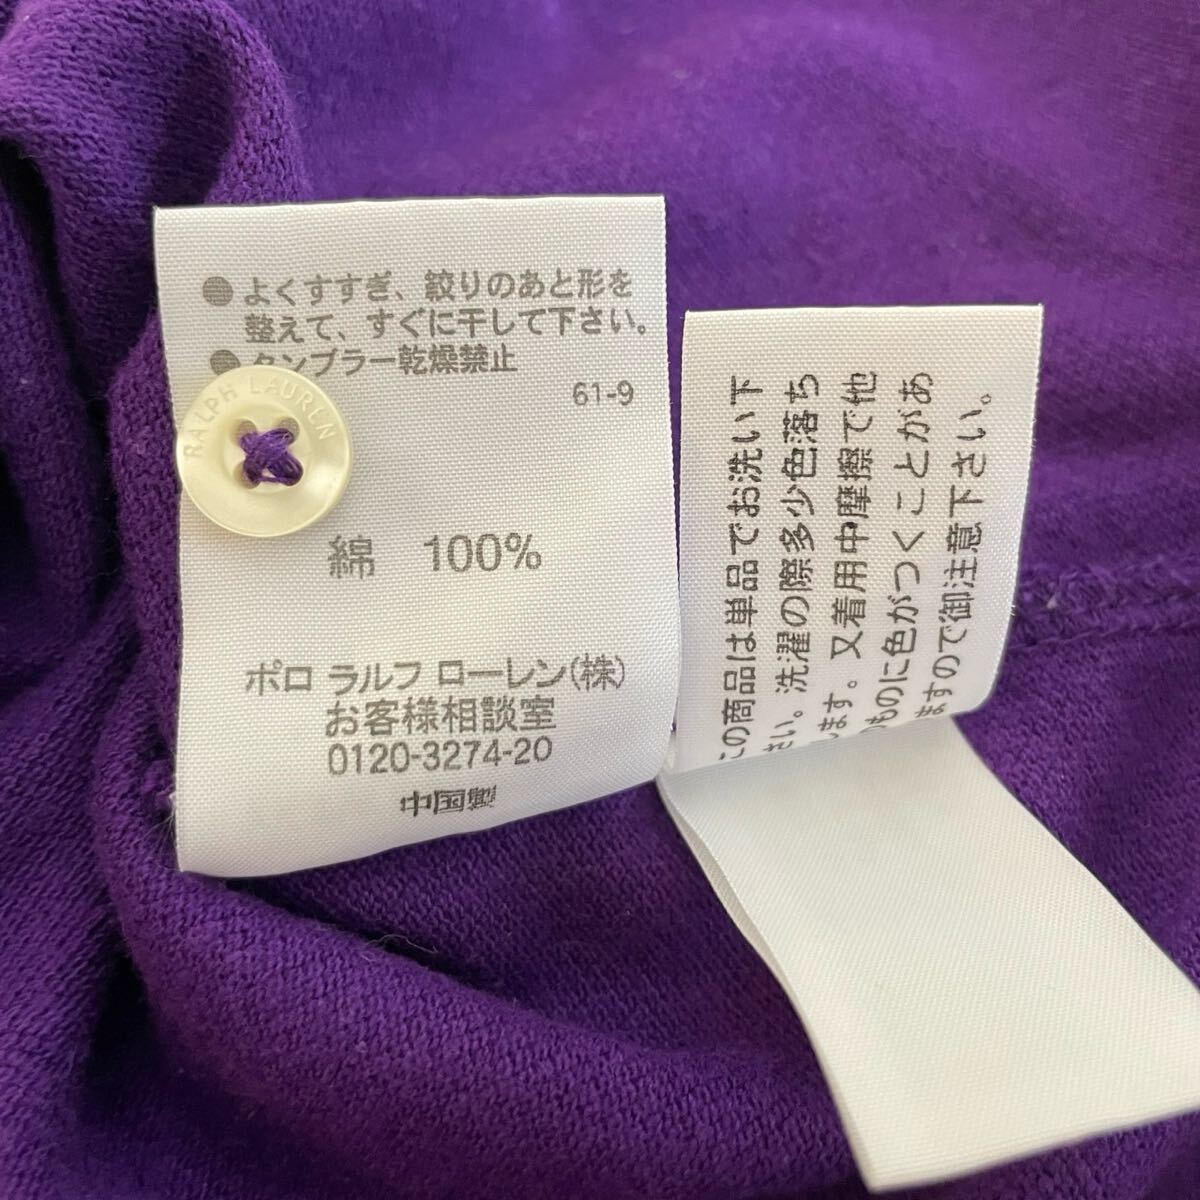 ●よくすすぎ、絞りのあと形を
整えて、すぐに干して下さい。
●タンブラー乾燥禁止
61-9
RALPH LAUREN
綿 100%
ポロ ラルフ ローレン(株)
お客様相談室
0120-3274-20
中国製
この商品は単品でお洗い下
さい。洗濯の際多少色落ち
します。又着用中摩擦で他
のものに色がつくことがあ
ますので御注意下さい。